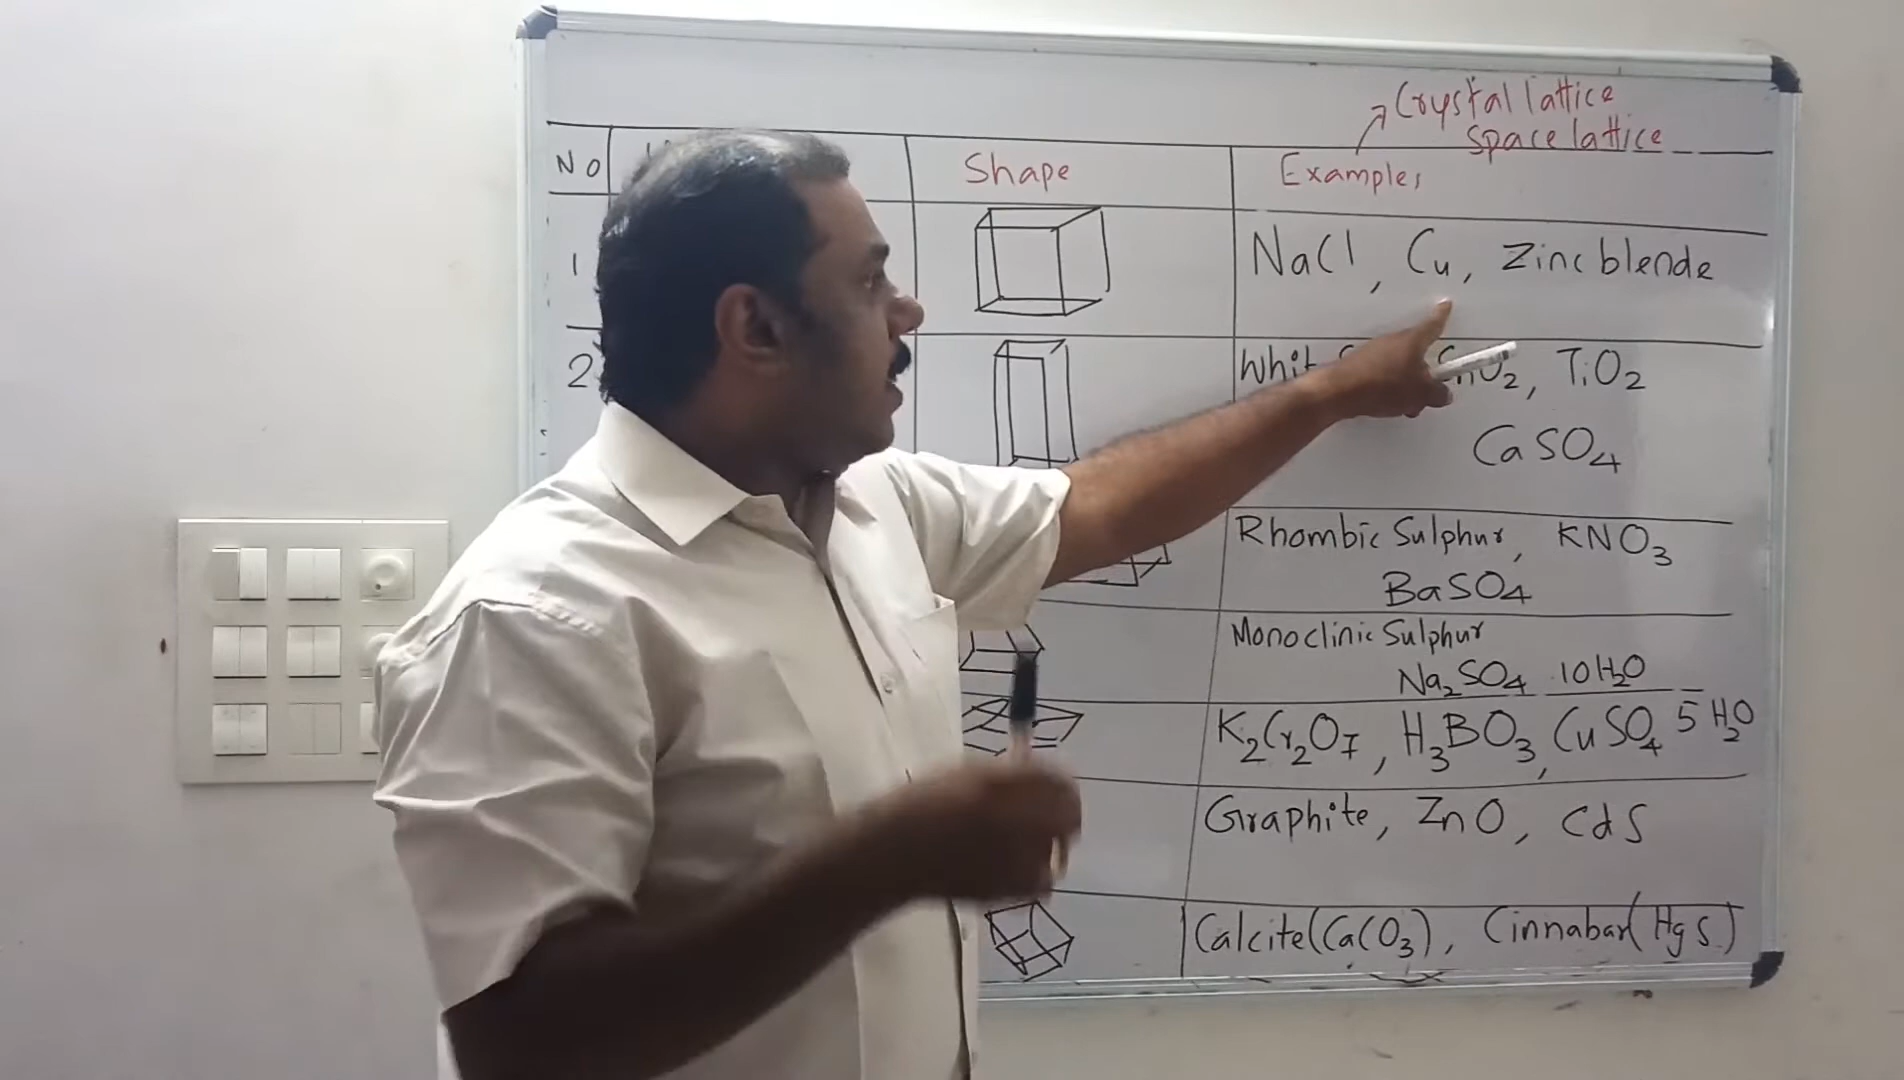 Crystal lattice
Space lattice
No Shape Examples
1 NaCl, Cu, Zinc blende
2 SnO2, TiO2
CaSO4
Rhombic Sulphur, KNO3
BaSO4
Monoclinic Sulphur
Na2SO4 10H2O
K2Cr2O7, H3BO3, CuSO4 5H2O
Graphite, ZnO, CdS
Calcite (CaCO3), Cinnabar (HgS)